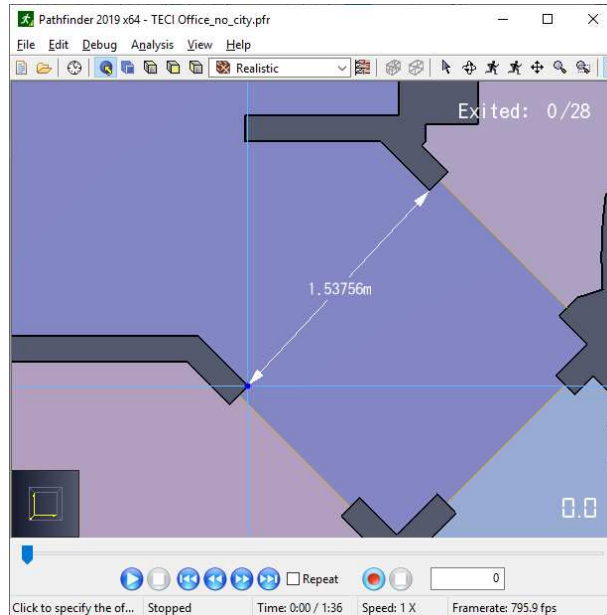 Pathfinder 2019 x64 - TECI Office_no_city.pfr
File Edit Debug Analysis View Help
Realistic
Exited: 0/28
1.53756m
0.0
Repeat
0
Click to specify the of... Stopped Time: 0:00 / 1:36 Speed: 1 X Framerate: 795.9 fps